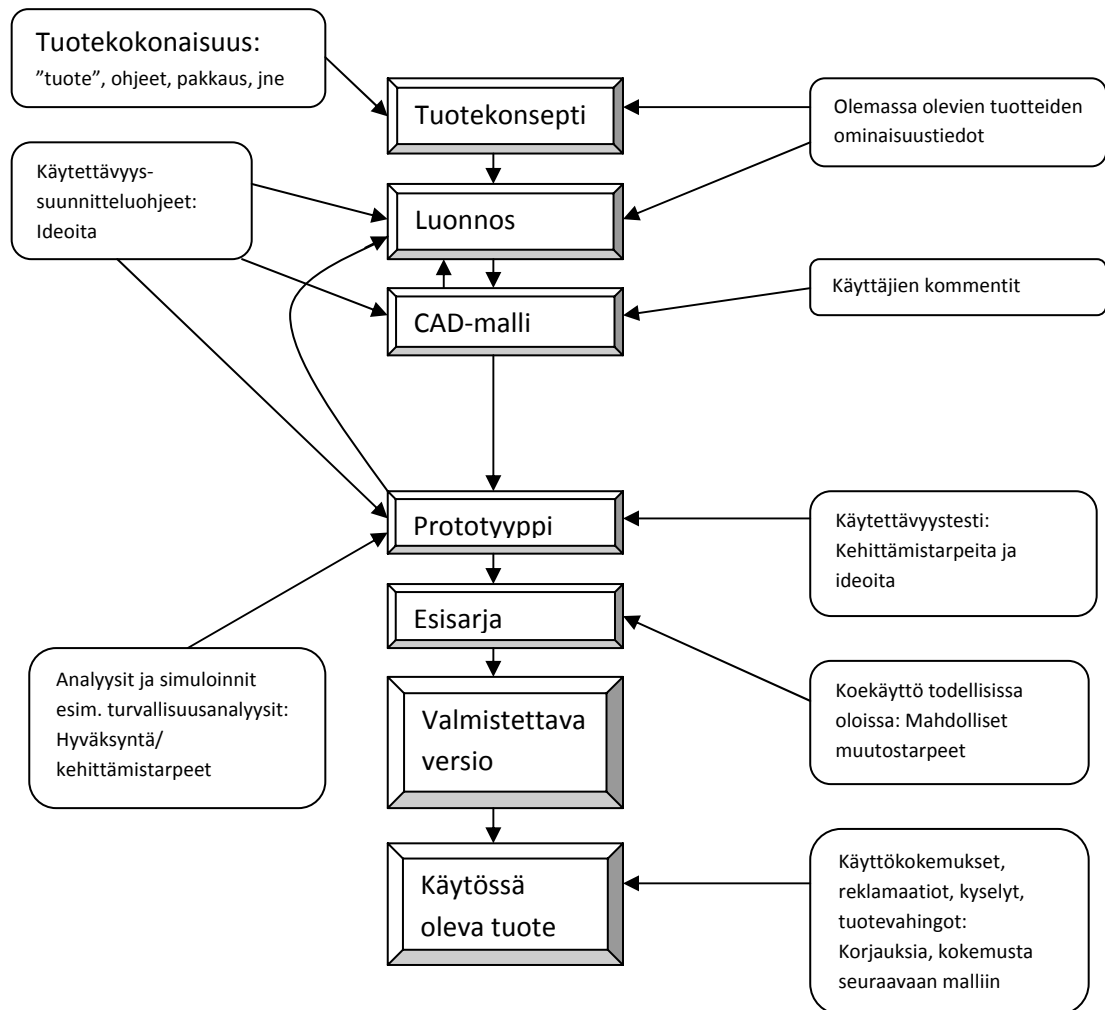 Tuotekokonaisuus:
”tuote”, ohjeet, pakkaus, jne
Tuotekonsepti
Olemassa olevien tuotteiden
ominaisuustiedot
Käytettävyys-
suunnitteluohjeet:
Ideoita
Luonnos
CAD-malli
Käyttäjien kommentit
Prototyyppi
Käytettävyystesti:
Kehittämistarpeita ja
ideoita
Esisarja
Analyysit ja simuloinnit
esim. turvallisuusanalyysit:
Hyväksyntä/
kehittämistarpeet
Valmistettava
versio
Koekäyttö todellisissa
oloissa: Mahdolliset
muutostarpeet
Käytössä
oleva tuote
Käyttökokemukset,
reklamaatiot, kyselyt,
tuotevahingot:
Korjauksia, kokemusta
seuraavaan malliin